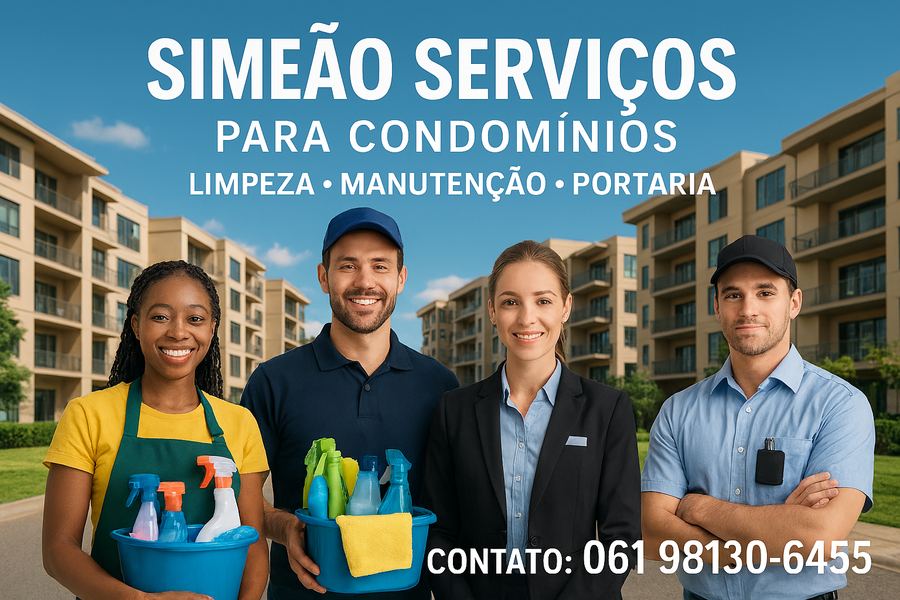 SIMEÃO SERVIÇOS
PARA CONDOMÍNIOS
LIMPEZA • MANUTENÇÃO • PORTARIA
CONTATO: 061 98130-6455